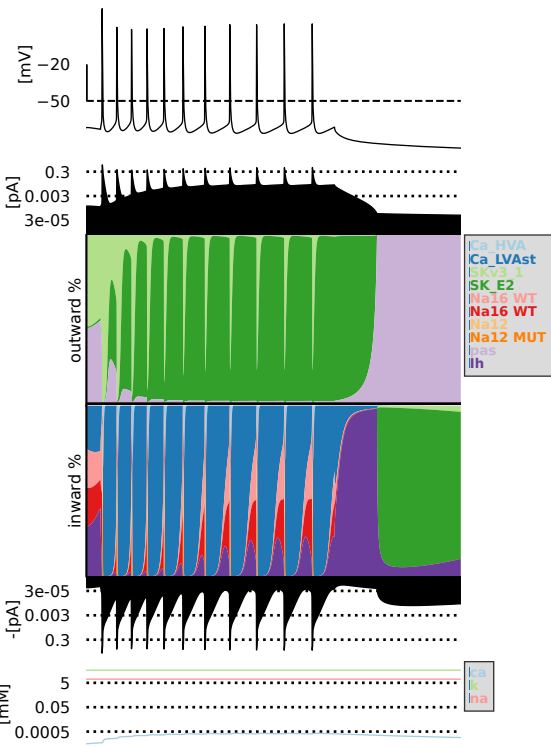 [mV]
−20
−50
[pA]
0.3
0.003
3e-05
outward %
Ca_HVA
Ca_LVAst
SKv3_1
SK_E2
Na16 WT
Na16 WT
Na12
Na12 MUT
pas
Ih
inward %
-[pA]
3e-05
0.003
0.3
[mM]
5
0.05
0.0005
ca
k
na